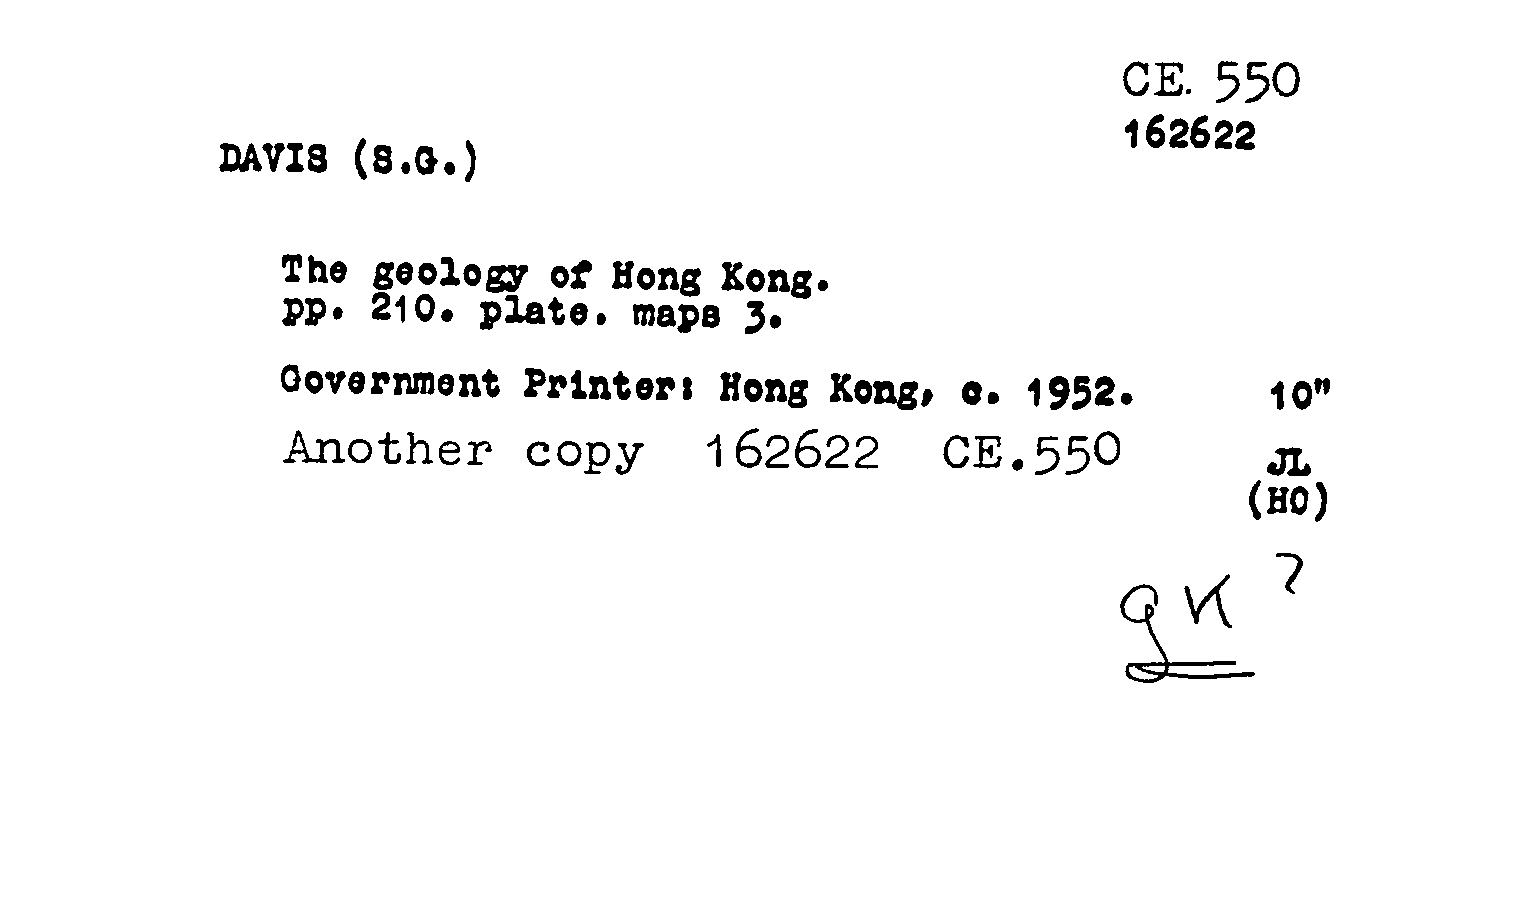 CE. 550
162622
DAVIS (S.G.)
The geology of Hong Kong.
pp. 210. plate. maps 3.
Government Printer: Hong Kong, c. 1952. 10"
Another copy 162622 CE.550
JL
(HO)
?